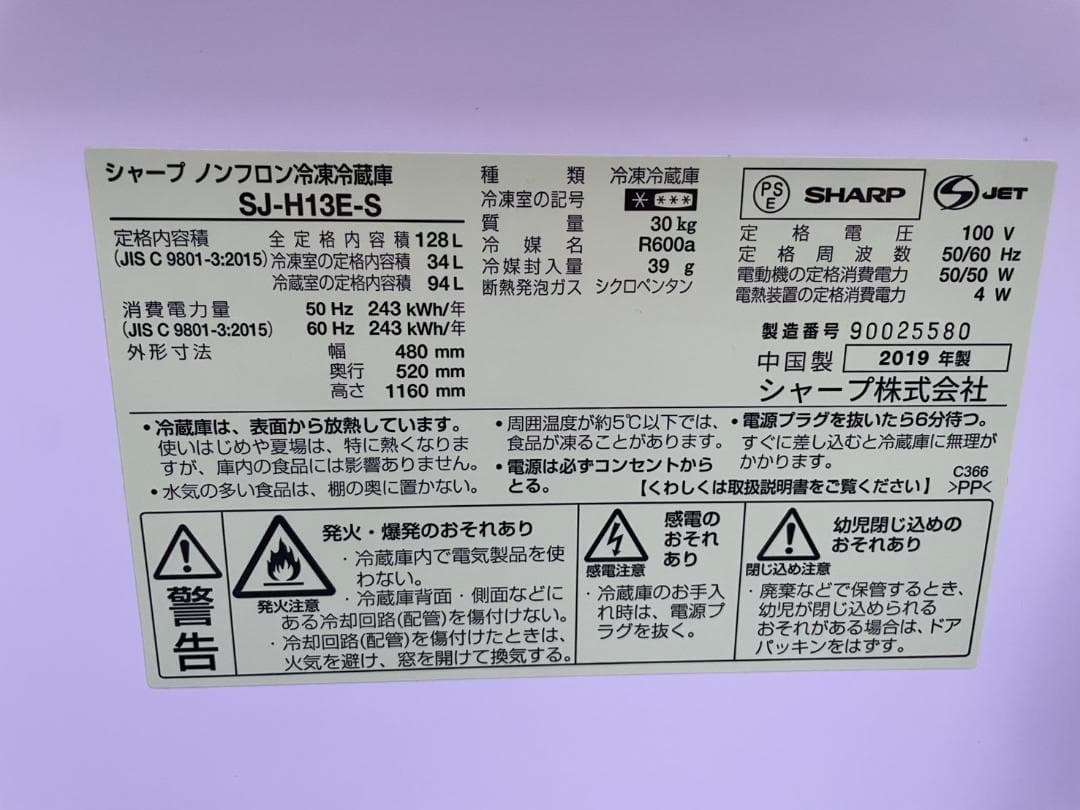 シャープ ノンフロン冷凍冷蔵庫
SJ-H13E-S
定格内容積 全定格内容積 128 L
(JIS C 9801-3:2015) 冷凍室の定格内容積 34 L
冷蔵室の定格内容積 94 L
消費電力量 50 Hz 243 kWh/年
(JIS C 9801-3:2015) 60 Hz 243 kWh/年
外形寸法 幅 480 mm
奥行 520 mm
高さ 1160 mm
種類 冷凍冷蔵庫
冷凍室の記号 * ***
質量 30 kg
冷媒名 R600a
冷媒封入量 39 g
断熱発泡ガス シクロペンタン
PSE SHARP S JET
定格電圧 100 V
定格周波数 50/60 Hz
電動機の定格消費電力 50/50 W
電熱装置の定格消費電力 4 W
製造番号 90025580
中国製 2019 年製
シャープ株式会社
・冷蔵庫は、表面から放熱しています。
使いはじめや夏場は、特に熱くなりま
すが、庫内の食品には影響ありません。
・水気の多い食品は、棚の奥に置かない。
・周囲温度が約5℃以下では、
食品が凍ることがあります。
・電源は必ずコンセントから
とる。
・電源プラグを抜いたら6分待つ。
すぐに差し込むと冷蔵庫に無理が
かかります。
【くわしくは取扱説明書をご覧ください】
C366
>PP<
警告
発火注意
発火・爆発のおそれあり
・冷蔵庫内で電気製品を使
わない。
・冷蔵庫背面・側面などに
ある冷却回路(配管)を傷付けない。
・冷却回路(配管)を傷付けたときは、
火気を避け、窓を開けて換気する。
感電注意
感電の
おそれ
あり
・冷蔵庫のお手入
れ時は、電源プ
ラグを抜く。
閉じ込め注意
幼児閉じ込めの
おそれあり
・廃棄などで保管するとき、
幼児が閉じ込められる
おそれがある場合は、ドア
パッキンをはずす。